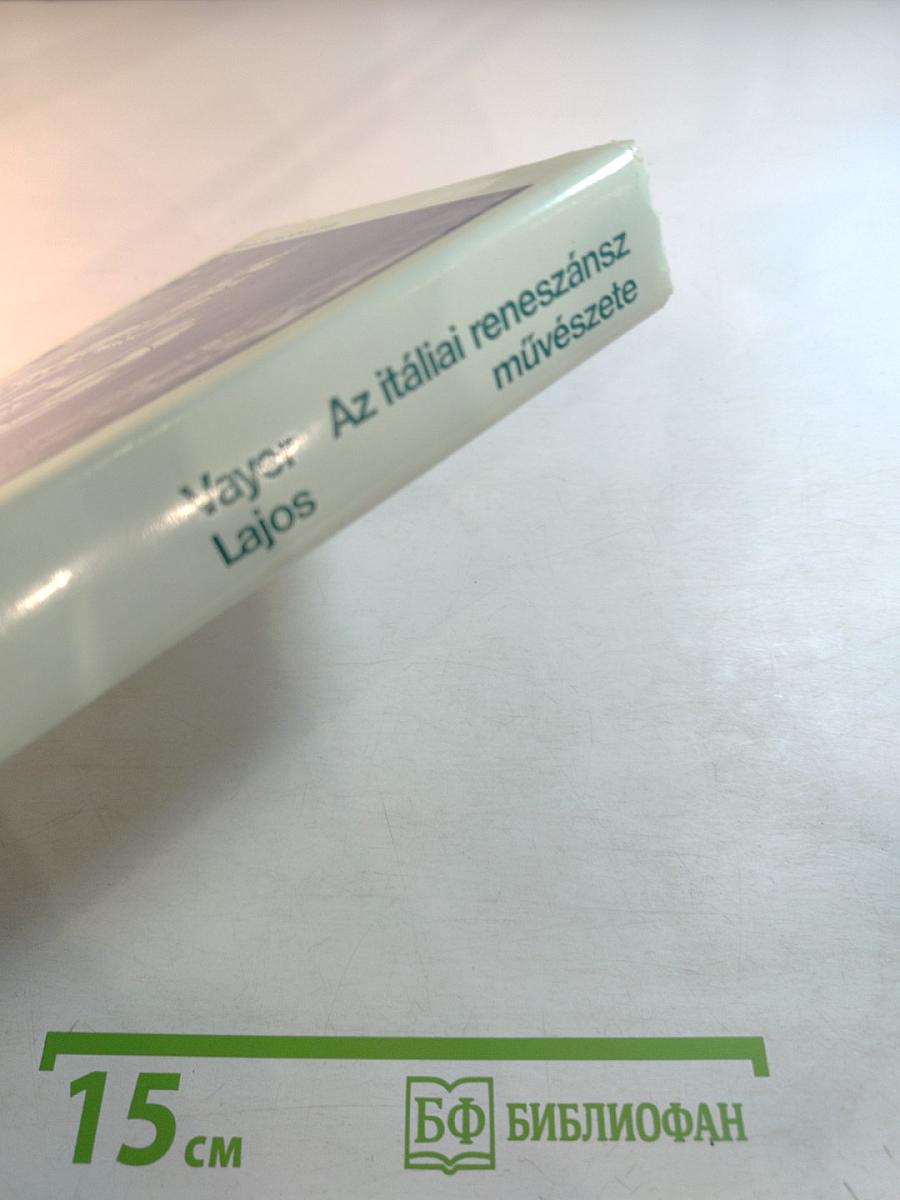 Az itáliai reneszánsz
művészete
Vayer
Lajos
15 см
БФ БИБЛИОФАН